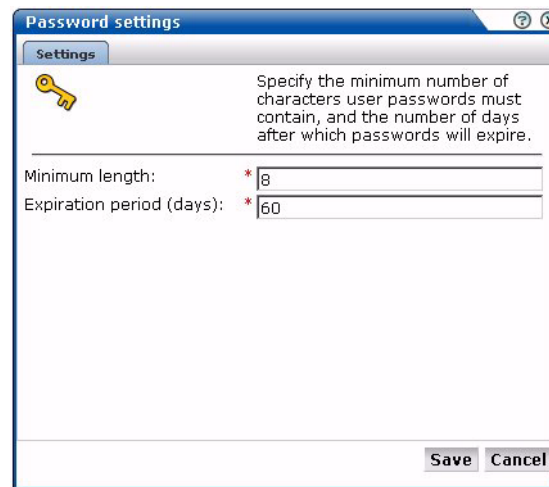 Password settings
?
Settings
Specify the minimum number of
characters user passwords must
contain, and the number of days
after which passwords will expire.
Minimum length: * 8
Expiration period (days): * 60
Save Cancel